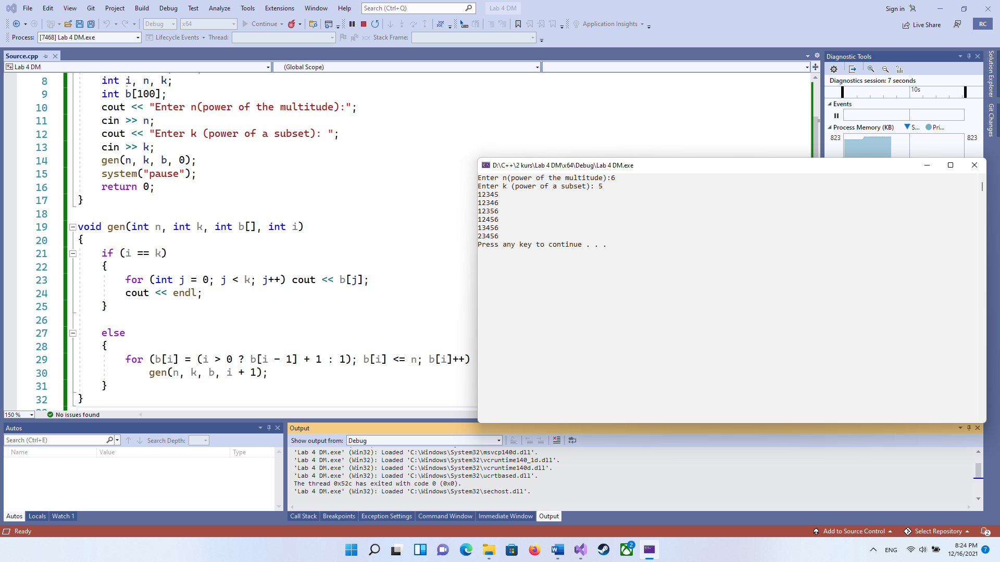 File Edit View Git Project Build Debug Test Analyze Tools Extensions Window Help Search (Ctrl+Q) Lab 4 DM Sign in
Debug x64 Continue Application Insights Live Share RC
Process: [7468] Lab 4 DM.exe Lifecycle Events Thread: Stack Frame:
Source.cpp
Lab 4 DM (Global Scope)
8 int i, n, k;
9 int b[100];
10 cout << "Enter n(power of the multitude):";
11 cin >> n;
12 cout << "Enter k (power of a subset): ";
13 cin >> k;
14 gen(n, k, b, 0);
15 system("pause");
16 return 0;
17 }
18
19 void gen(int n, int k, int b[], int i)
20 {
21 if (i == k)
22 {
23 for (int j = 0; j < k; j++) cout << b[j];
24 cout << endl;
25 }
26
27 else
28 {
29 for (b[i] = (i > 0 ? b[i - 1] + 1 : 1); b[i] <= n; b[i]++)
30 gen(n, k, b, i + 1);
31 }
32 }
150 % No issues found
Diagnostic Tools
Diagnostics session: 7 seconds
10s
Events
Process Memory (KB) S... Pri...
823 823
Solution Explorer
Git Changes
D:\C++\2 kurs\Lab 4 DM\x64\Debug\Lab 4 DM.exe
Enter n(power of the multitude):6
Enter k (power of a subset): 5
12345
12346
12356
12456
13456
23456
Press any key to continue . . .
Autos
Search (Ctrl+E) Search Depth:
Name Value Type
Autos Locals Watch 1
Output
Show output from: Debug
'Lab 4 DM.exe' (Win32): Loaded 'C:\Windows\System32\msvcp140d.dll'.
'Lab 4 DM.exe' (Win32): Loaded 'C:\Windows\System32\vcruntime140_1d.dll'.
'Lab 4 DM.exe' (Win32): Loaded 'C:\Windows\System32\vcruntime140d.dll'.
'Lab 4 DM.exe' (Win32): Loaded 'C:\Windows\System32\ucrtbased.dll'.
The thread 0x52c has exited with code 0 (0x0).
'Lab 4 DM.exe' (Win32): Loaded 'C:\Windows\System32\sechost.dll'.
Call Stack Breakpoints Exception Settings Command Window Immediate Window Output
Ready Add to Source Control Select Repository 2
2 ENG 8:24 PM 7
12/16/2021